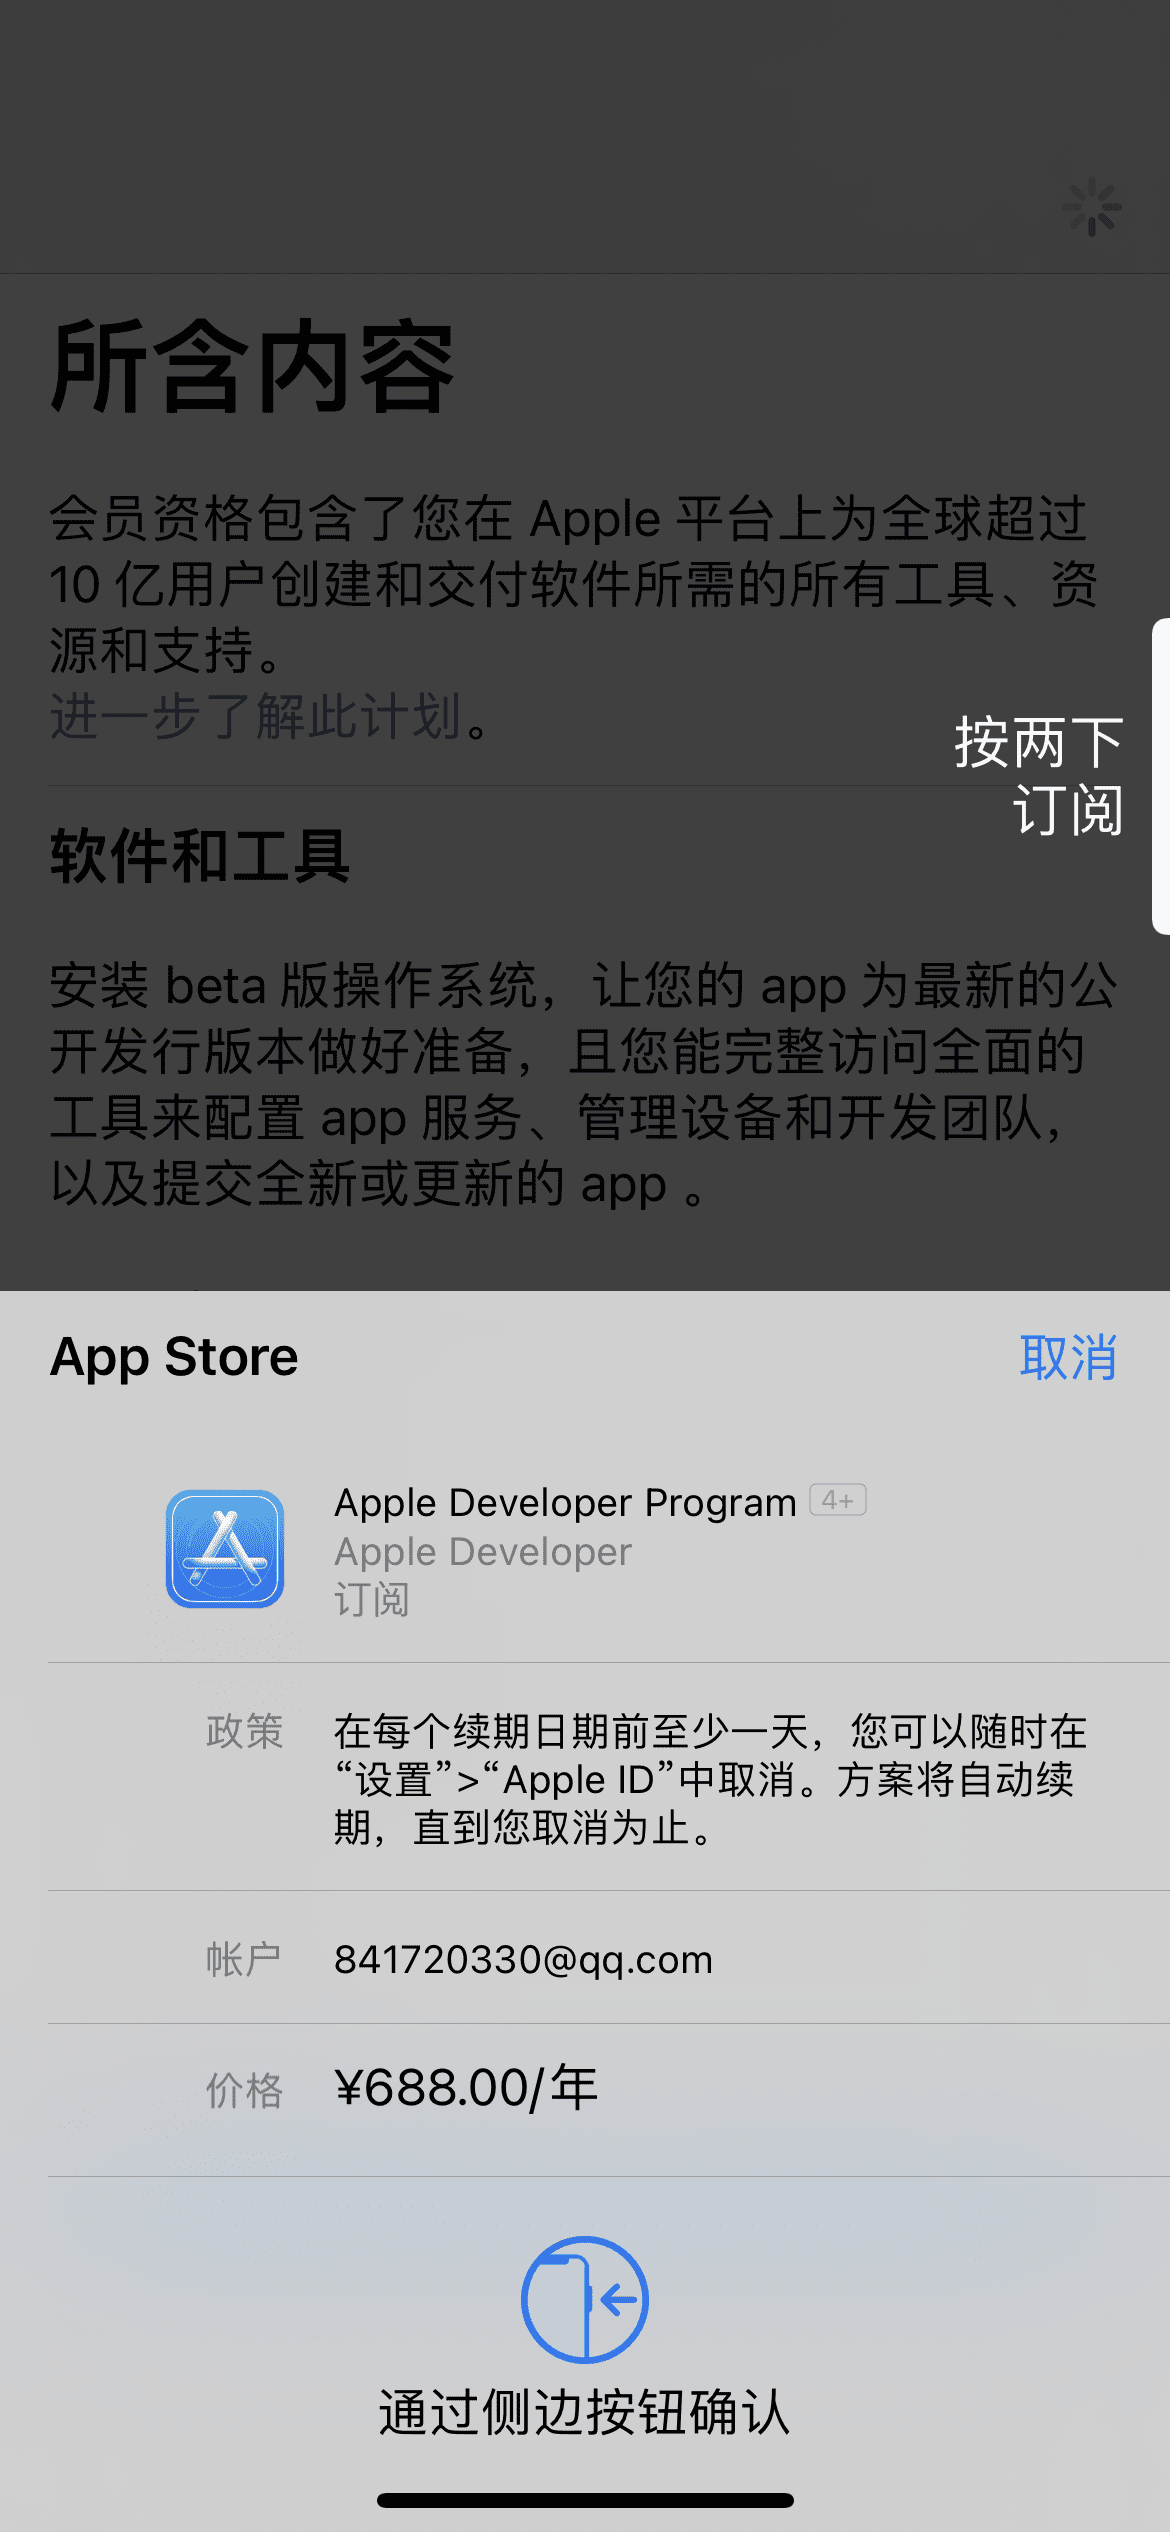 所含内容
会员资格包含了您在 Apple 平台上为全球超过
10 亿用户创建和交付软件所需的所有工具、资
源和支持。
进一步了解此计划。
按两下
订阅
软件和工具
安装 beta 版操作系统，让您的 app 为最新的公
开发行版本做好准备，且您能完整访问全面的
工具来配置 app 服务、管理设备和开发团队，
以及提交全新或更新的 app 。
App Store
取消
Apple Developer Program 4+
Apple Developer
订阅
政策
在每个续期日期前至少一天，您可以随时在
“设置”>“Apple ID”中取消。方案将自动续
期，直到您取消为止。
帐户
841720330@qq.com
价格
¥688.00/年
通过侧边按钮确认